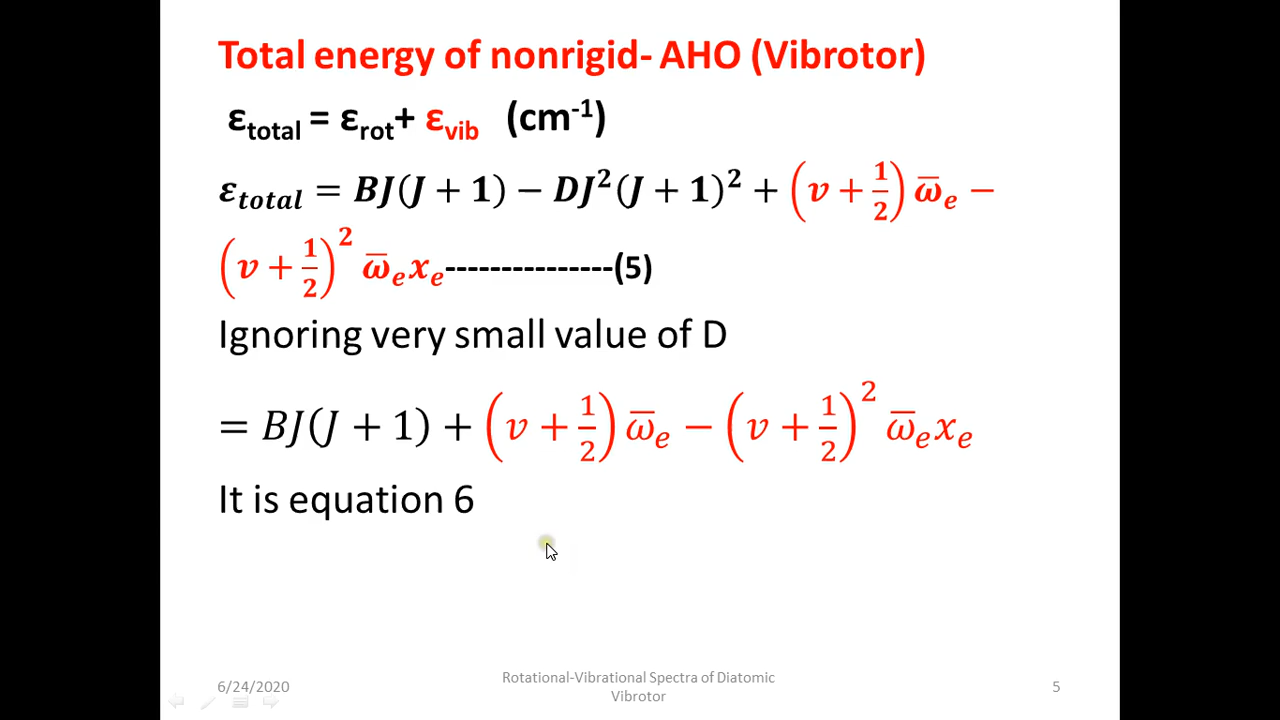 Total energy of nonrigid- AHO (Vibrotor)
εtotal = εrot+ εvib (cm⁻¹)
𝜺𝒕𝒐𝒕𝒂𝒍 = 𝑩𝑱(𝑱 + 𝟏) − 𝑫𝑱²(𝑱 + 𝟏)² + (𝒗 + 𝟏/𝟐) 𝝎̅𝒆 −
(𝒗 + 𝟏/𝟐)² 𝝎̅𝒆𝒙𝒆---------------(5)
Ignoring very small value of D
= 𝐵𝐽(𝐽 + 1) + (𝑣 + 1/2) 𝜔̅𝑒 − (𝑣 + 1/2)² 𝜔̅𝑒𝑥𝑒
It is equation 6
6/24/2020
Rotational-Vibrational Spectra of Diatomic
Vibrotor
5